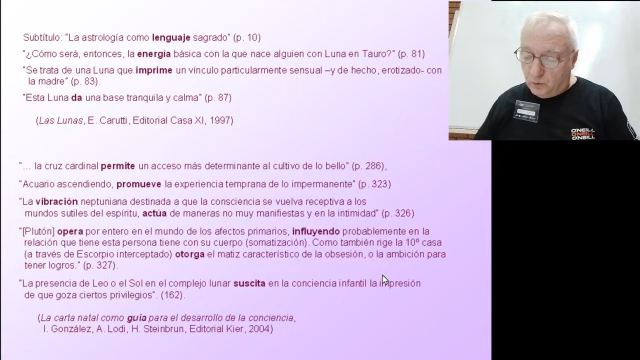 Subtítulo: "La astrología como lenguaje sagrado" (p. 10)
"¿Cómo será, entonces, la energía básica con la que nace alguien con Luna en Tauro?" (p. 81)
"Se trata de una Luna que imprime un vínculo particularmente sensual –y de hecho, erotizado- con
la madre" (p. 83).
"Esta Luna da una base tranquila y calma" (p. 87)
(Las Lunas, E. Carutti, Editorial Casa XI, 1997)
"... la cruz cardinal permite un acceso más determinante al cultivo de lo bello" (p. 286),
"Acuario ascendiendo, promueve la experiencia temprana de lo impermanente" (p. 323)
"La vibración neptuniana destinada a que la consciencia se vuelva receptiva a los
mundos sutiles del espíritu, actúa de maneras no muy manifiestas y en la intimidad" (p. 326)
"[Plutón] opera por entero en el mundo de los afectos primarios, influyendo probablemente en la
relación que tiene esta persona tiene con su cuerpo (somatización). Como también rige la 10º casa
(a través de Escorpio interceptado) otorga el matiz característico de la obsesión, o la ambición para
tener logros." (p. 327).
"La presencia de Leo o el Sol en el complejo lunar suscita en la conciencia infantil la impresión
de que goza ciertos privilegios". (162).
(La carta natal como guía para el desarrollo de la conciencia,
I. González, A. Lodi, H. Steinbrun, Editorial Kier, 2004)
O'NEILL
O'NEILL
O'NEILL